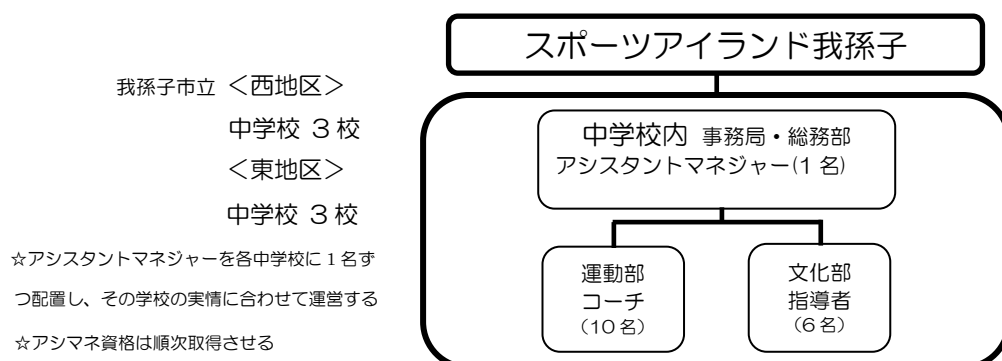 スポーツアイランド我孫子
我孫子市立 <西地区>
中学校 3校
<東地区>
中学校 3校
☆アシスタントマネジャーを各中学校に1名ず
つ配置し、その学校の実情に合わせて運営する
☆アシマネ資格は順次取得させる
中学校内 事務局・総務部
アシスタントマネジャー(1名)
運動部
コーチ
(10名)
文化部
指導者
(6名)